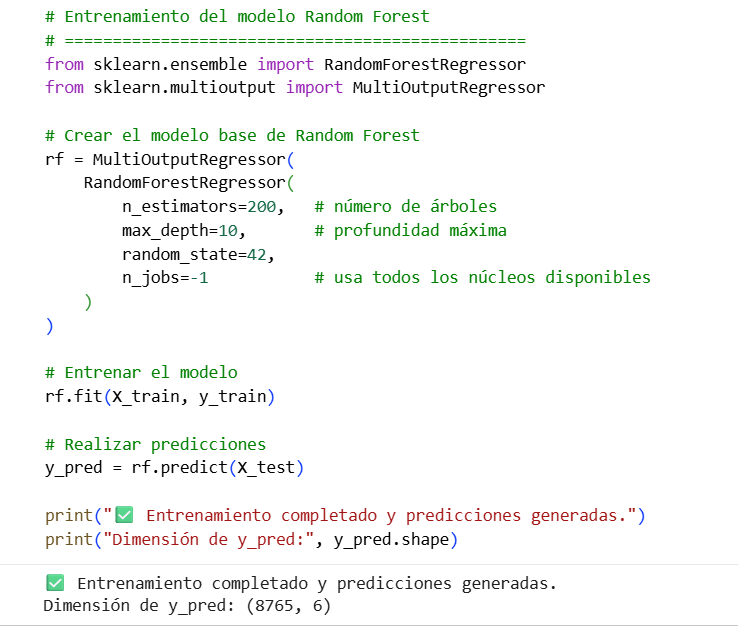 # Entrenamiento del modelo Random Forest
# ================================================
from sklearn.ensemble import RandomForestRegressor
from sklearn.multioutput import MultiOutputRegressor
# Crear el modelo base de Random Forest
rf = MultiOutputRegressor(
RandomForestRegressor(
n_estimators=200,   # número de árboles
max_depth=10,       # profundidad máxima
random_state=42,
n_jobs=-1           # usa todos los núcleos disponibles
)
)
# Entrenar el modelo
rf.fit(X_train, y_train)
# Realizar predicciones
y_pred = rf.predict(X_test)
print("✅ Entrenamiento completado y predicciones generadas.")
print("Dimensión de y_pred:", y_pred.shape)
✅ Entrenamiento completado y predicciones generadas.
Dimensión de y_pred: (8765, 6)